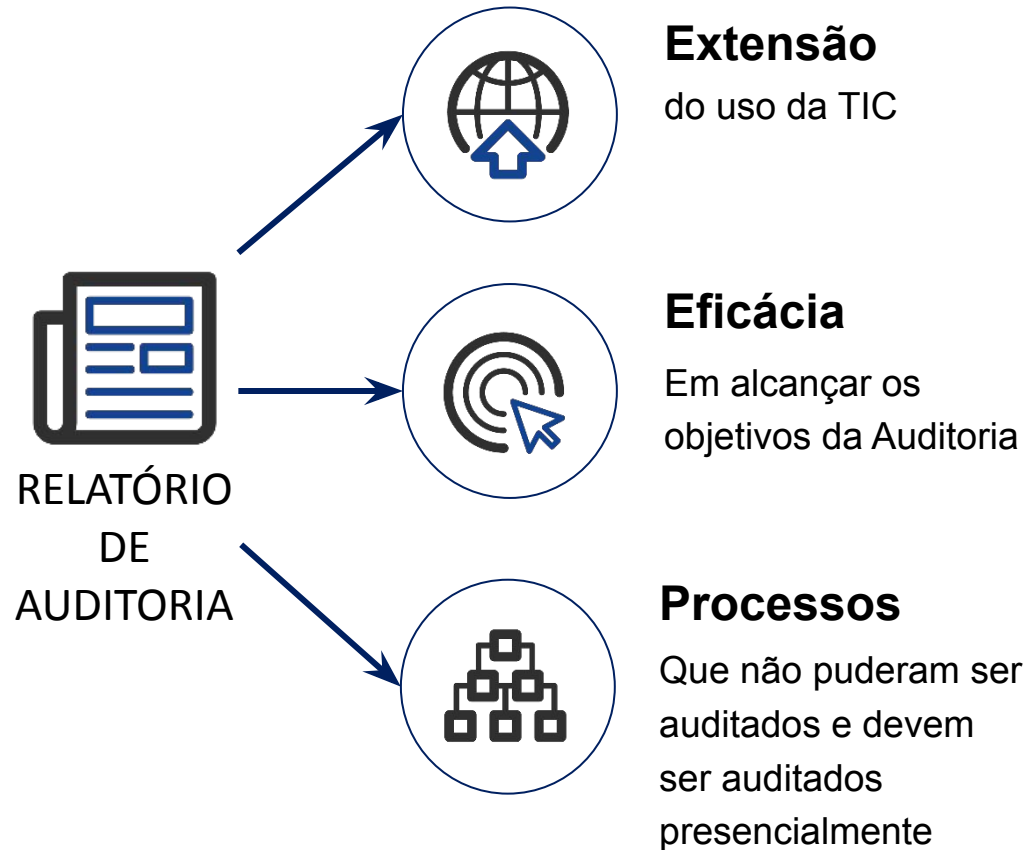 Extensão
do uso da TIC
Eficácia
Em alcançar os
objetivos da Auditoria
RELATÓRIO
DE
AUDITORIA
Processos
Que não puderam ser
auditados e devem
ser auditados
presencialmente